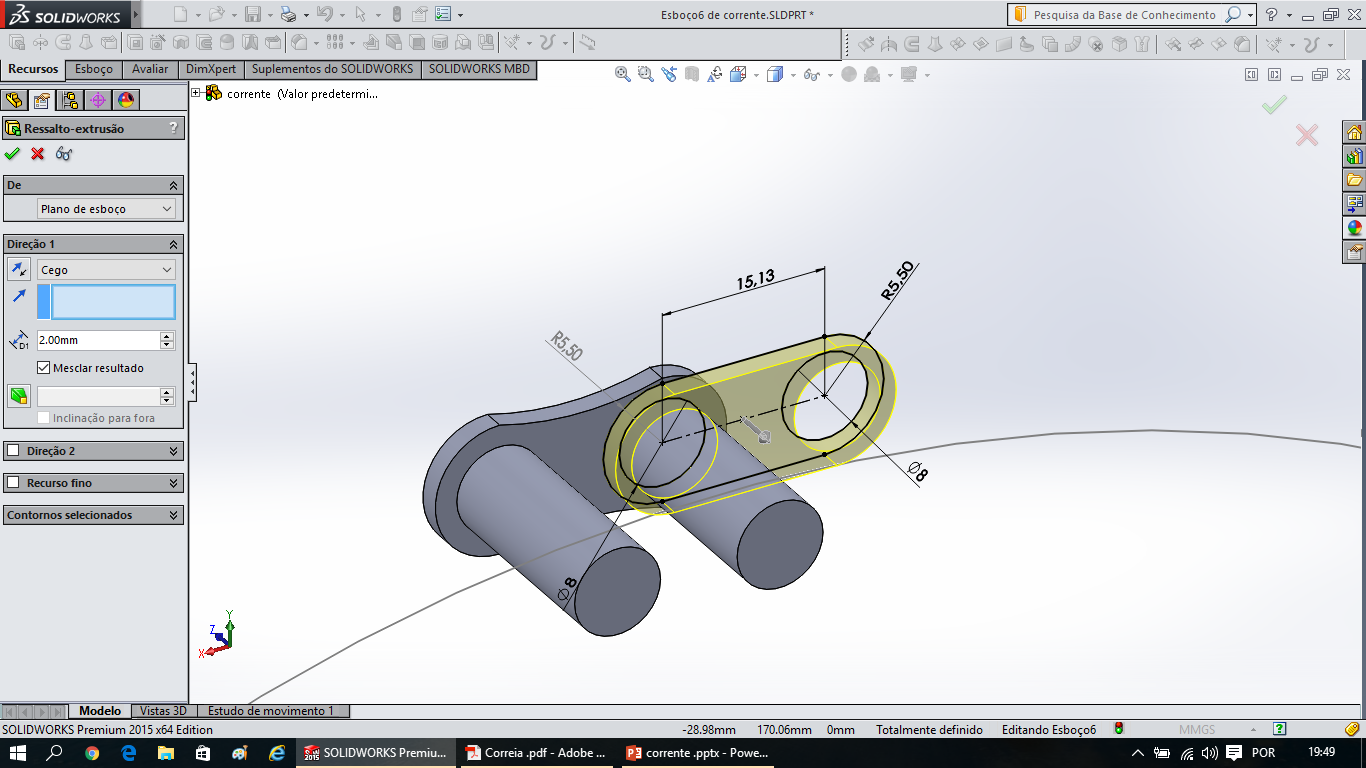 SOLIDWORKS
Esboço6 de corrente.SLDPRT *
Pesquisa da Base de Conhecimento
?
Recursos
Esboço
Avaliar
DimXpert
Suplementos do SOLIDWORKS
SOLIDWORKS MBD
corrente (Valor predetermi...
Ressalto-extrusão
?
De
Plano de esboço
Direção 1
Cego
D1
2.00mm
Mesclar resultado
Inclinação para fora
Direção 2
Recurso fino
Contornos selecionados
15,13
R5,50
R5,50
Ø8
Ø8
Y
Z
X
Modelo
Vistas 3D
Estudo de movimento 1
SOLIDWORKS Premium 2015 x64 Edition
-28.98mm
170.06mm
0mm
Totalmente definido
Editando Esboço6
MMGS
?
SW
2015
SOLIDWORKS Premiu...
Correia .pdf - Adobe ...
corrente .pptx - Powe...
POR
19:49